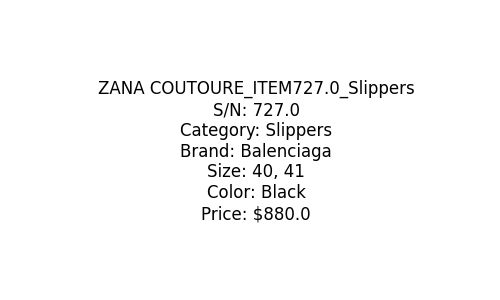 ZANA COUTOURE_ITEM727.0_Slippers
S/N: 727.0
Category: Slippers
Brand: Balenciaga
Size: 40, 41
Color: Black
Price: $880.0